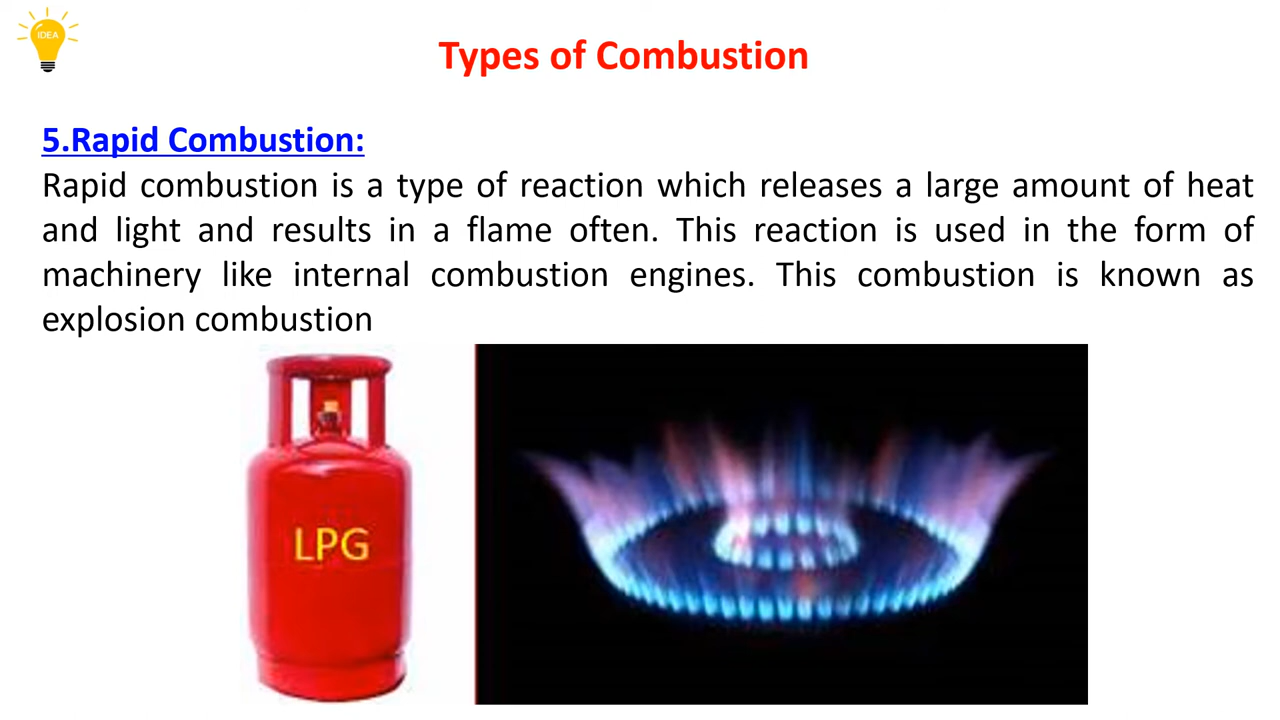 IDEA
Types of Combustion
5.Rapid Combustion:
Rapid combustion is a type of reaction which releases a large amount of heat
and light and results in a flame often. This reaction is used in the form of
machinery like internal combustion engines. This combustion is known as
explosion combustion
LPG